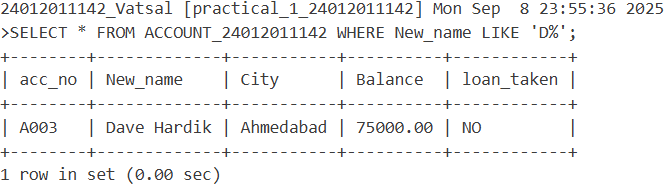 24012011142_Vatsal [practical_1_24012011142] Mon Sep  8 23:55:36 2025
>SELECT * FROM ACCOUNT_24012011142 WHERE New_name LIKE 'D%';
+--------+-------------+-----------+----------+------------+
| acc_no | New_name    | City      | Balance  | loan_taken |
+--------+-------------+-----------+----------+------------+
| A003   | Dave Hardik | Ahmedabad | 75000.00 | NO         |
+--------+-------------+-----------+----------+------------+
1 row in set (0.00 sec)